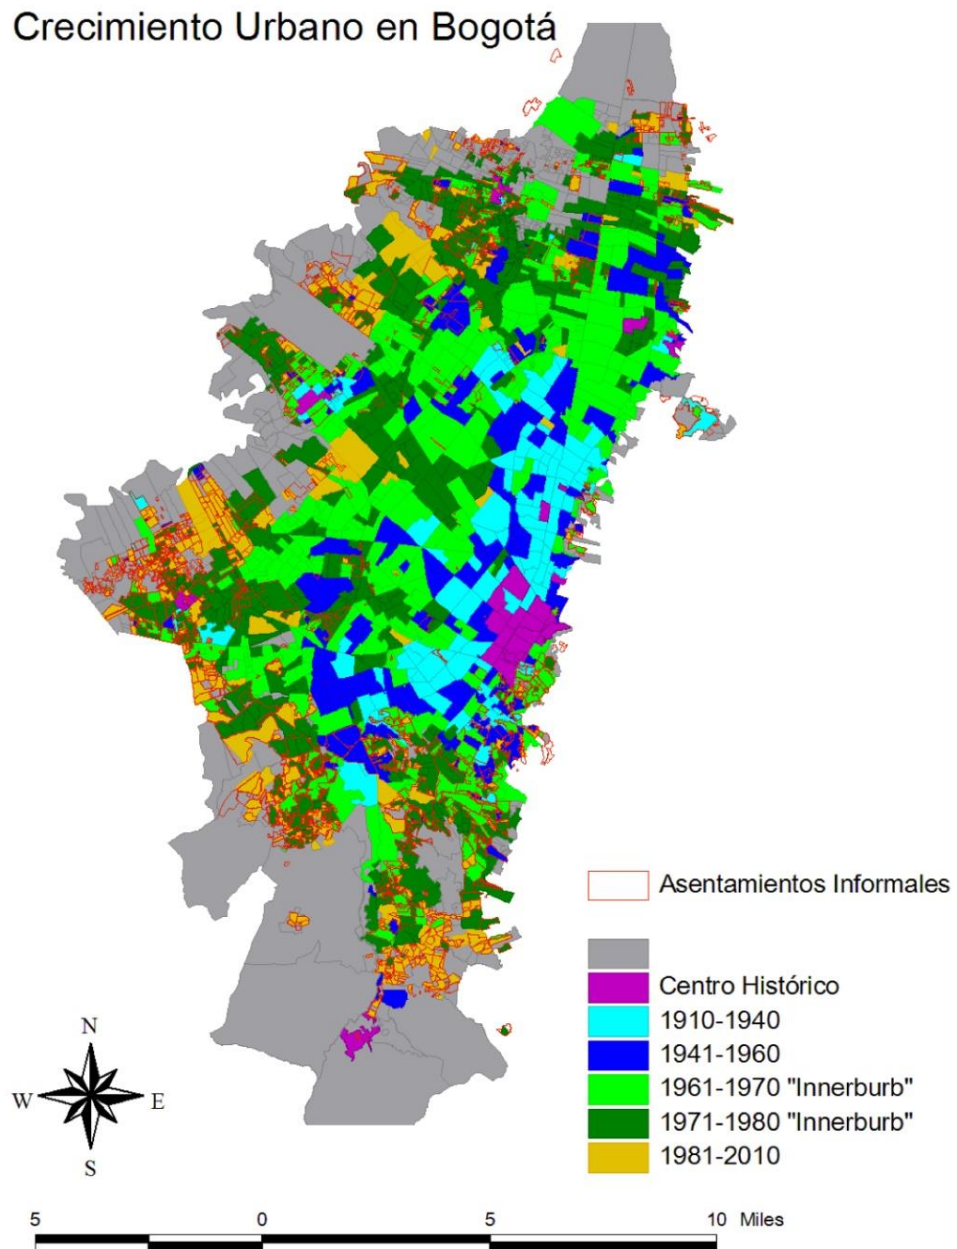 Crecimiento Urbano en Bogotá
Asentamientos Informales
Centro Histórico
1910-1940
1941-1960
1961-1970 "Innerburb"
1971-1980 "Innerburb"
1981-2010
N
W E
S
5 0 5 10 Miles